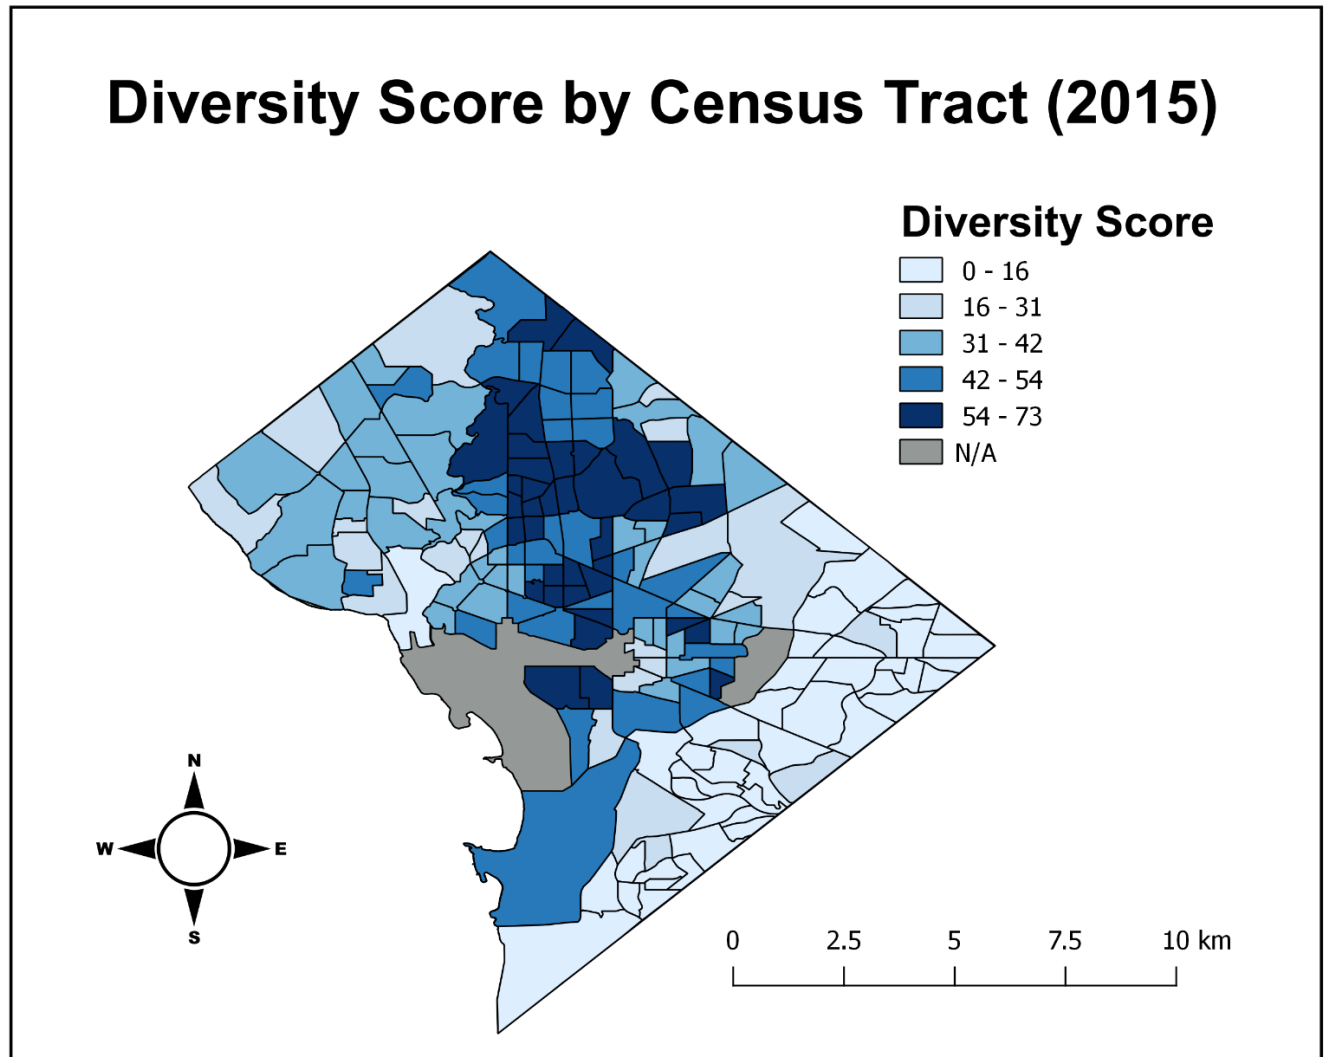 Diversity Score by Census Tract (2015)
Diversity Score
0 - 16
16 - 31
31 - 42
42 - 54
54 - 73
N/A
N
W E
S
0 2.5 5 7.5 10 km